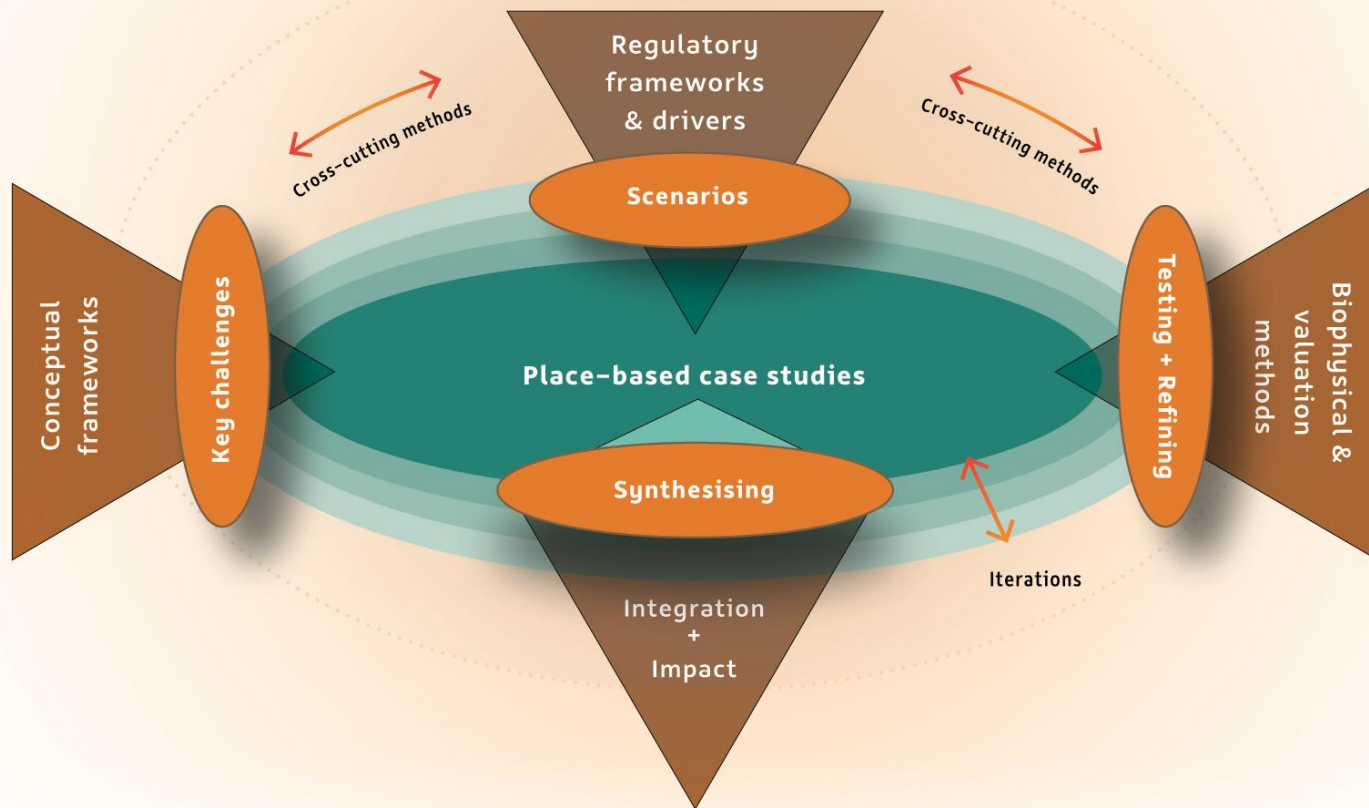 Regulatory
frameworks
& drivers
Cross-cutting methods
Cross-cutting methods
Scenarios
Conceptual
frameworks
Key challenges
Place-based case studies
Testing + Refining
Biophysical &
valuation
methods
Synthesising
Iterations
Integration
+
Impact